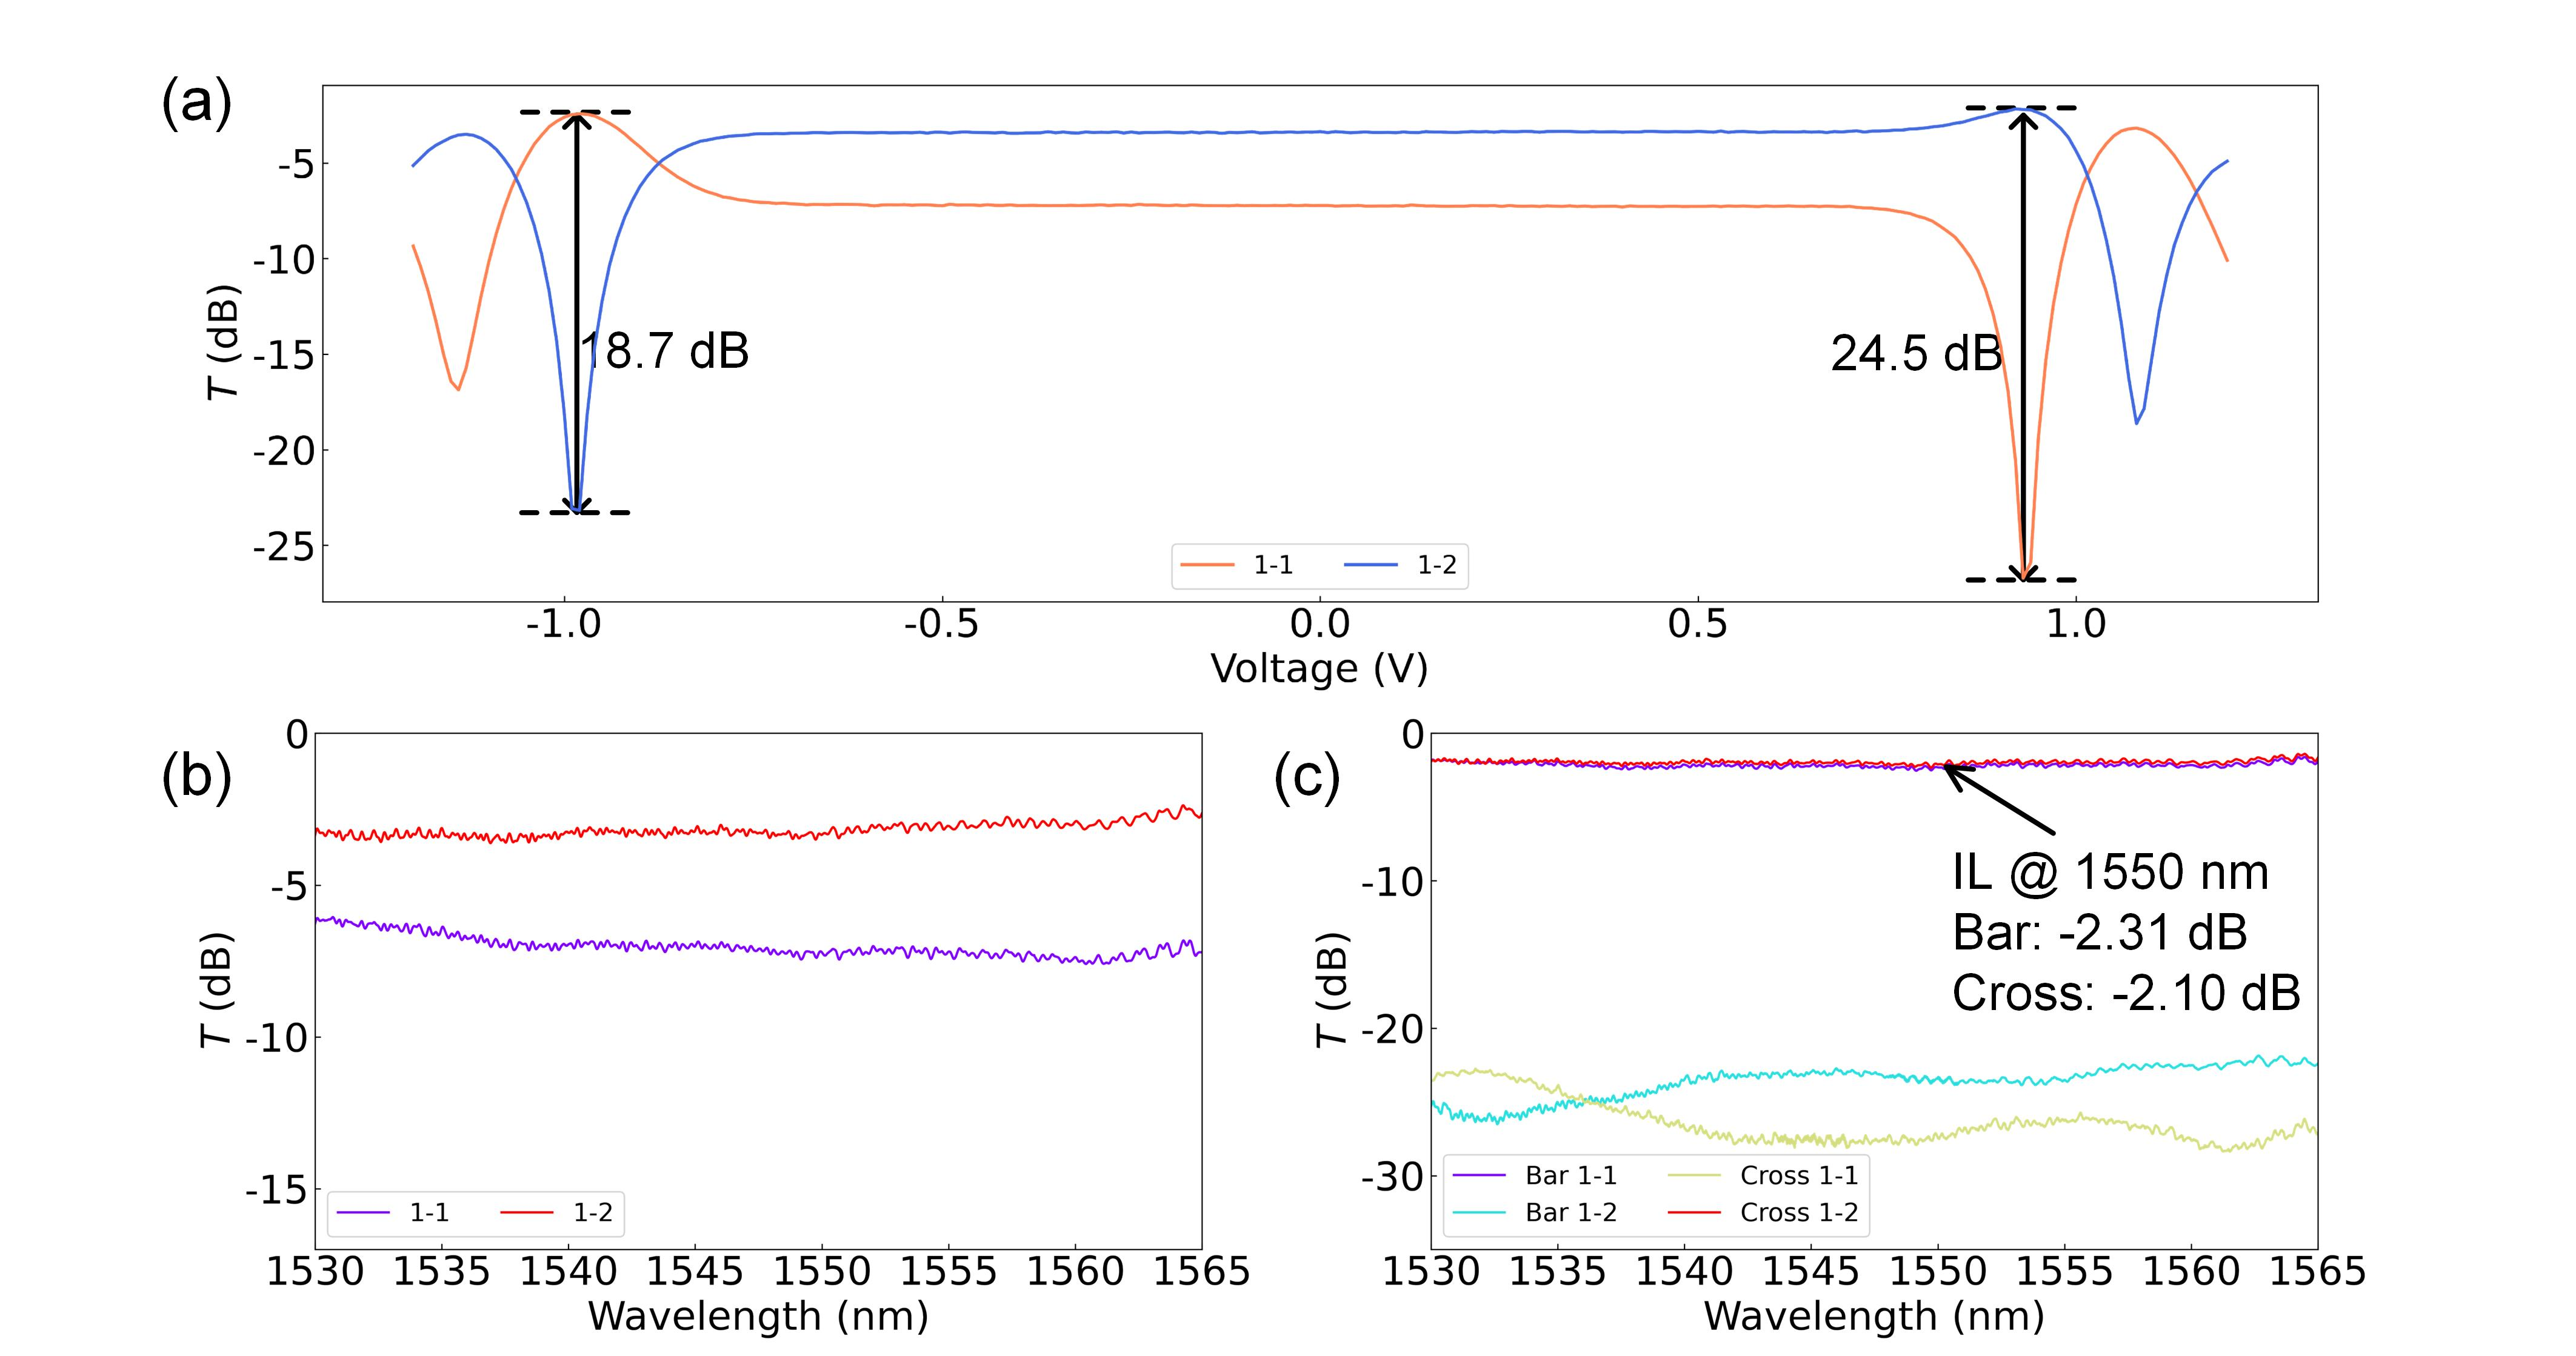 (a)
T (dB)
-5
-10
-15
-20
-25
18.7 dB
24.5 dB
1-1 1-2
-1.0 -0.5 0.0 0.5 1.0
Voltage (V)
(b)
T (dB)
0
-5
-10
-15
1-1 1-2
1530 1535 1540 1545 1550 1555 1560 1565
Wavelength (nm)
(c)
T (dB)
0
-10
-20
-30
IL @ 1550 nm
Bar: -2.31 dB
Cross: -2.10 dB
Bar 1-1 Cross 1-1
Bar 1-2 Cross 1-2
1530 1535 1540 1545 1550 1555 1560 1565
Wavelength (nm)